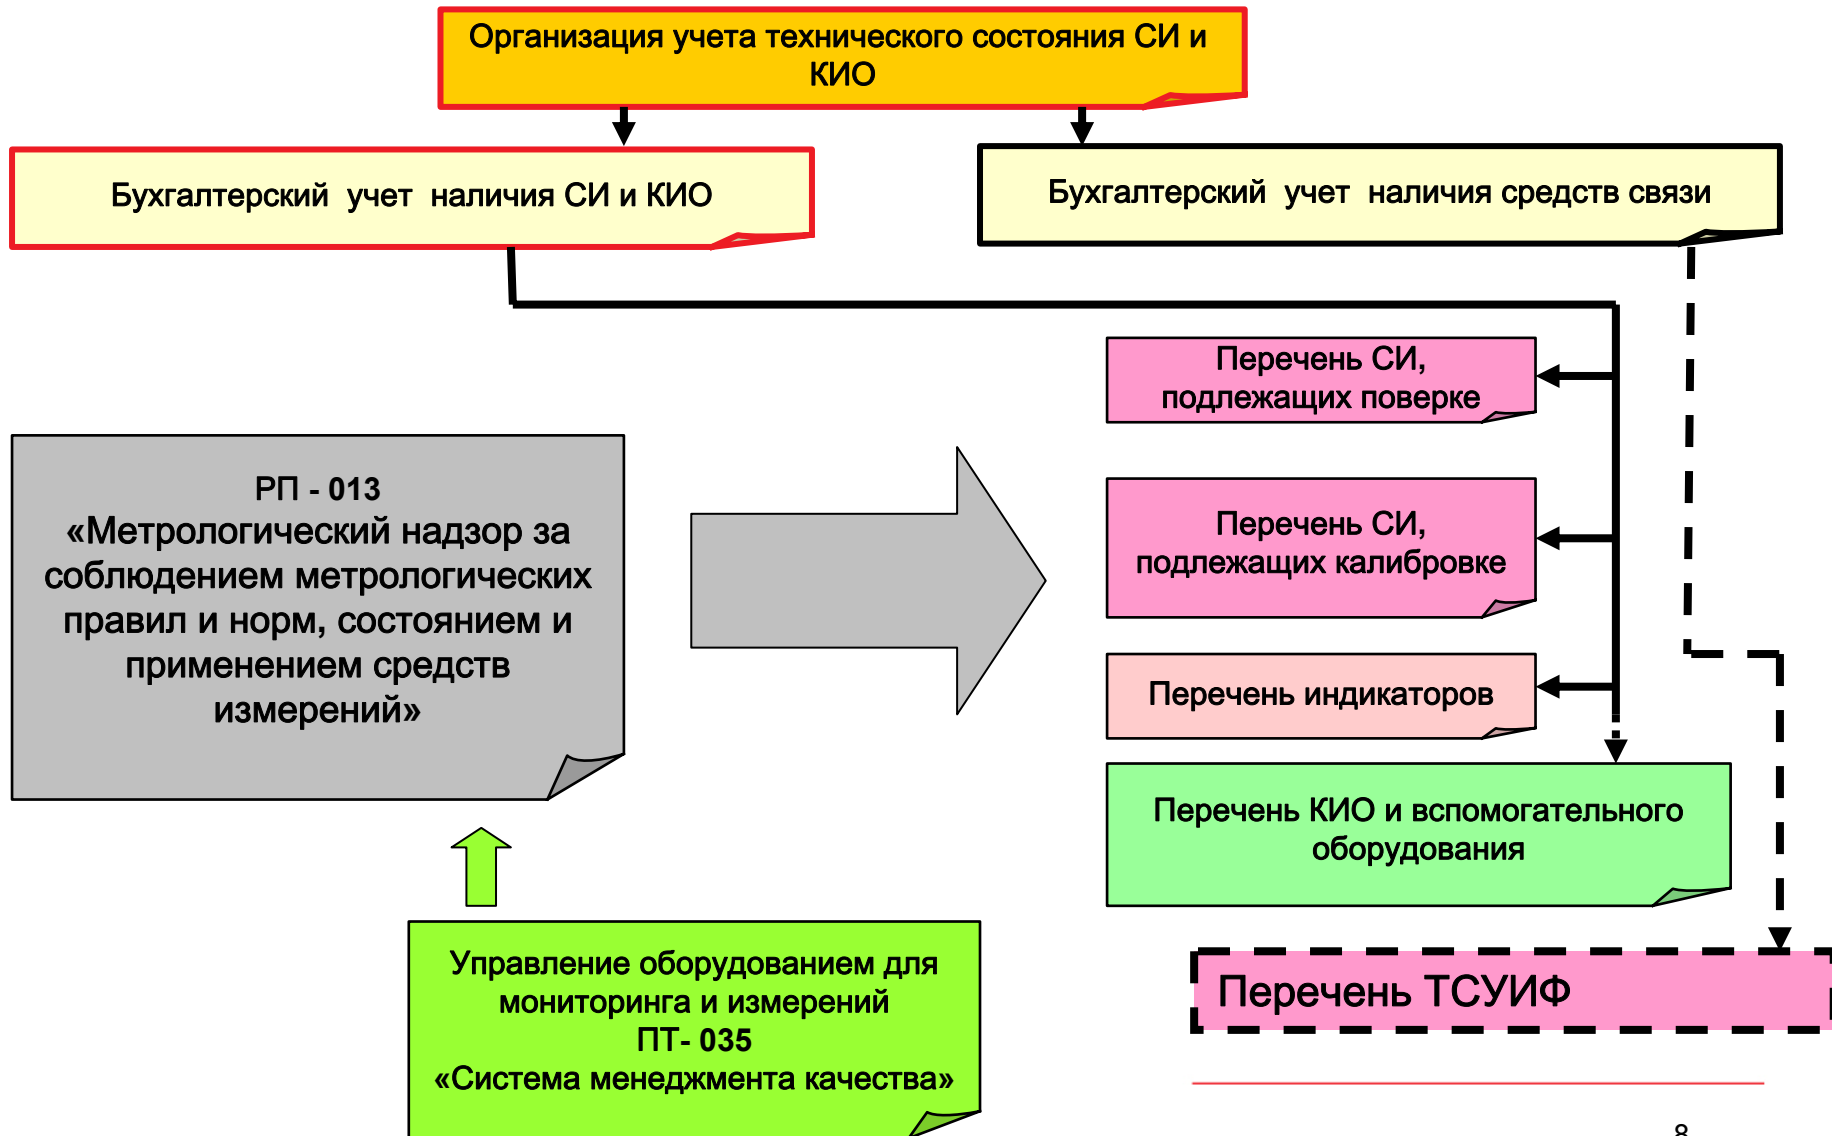 Организация учета технического состояния СИ и
КИО
Бухгалтерский учет наличия СИ и КИО
Бухгалтерский учет наличия средств связи
Перечень СИ,
подлежащих поверке
РП - 013
«Метрологический надзор за
соблюдением метрологических
правил и норм, состоянием и
применением средств
измерений»
Перечень СИ,
подлежащих калибровке
Перечень индикаторов
Перечень КИО и вспомогательного
оборудования
Управление оборудованием для
мониторинга и измерений
ПТ- 035
«Система менеджмента качества»
Перечень ТСУИФ
8